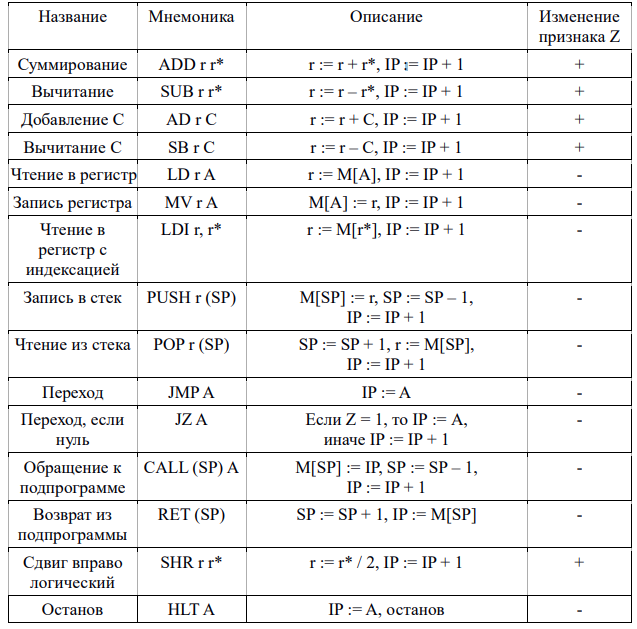 Название Мнемоника Описание Изменение
признака Z
Суммирование ADD r r* r := r + r*, IP := IP + 1 +
Вычитание SUB r r* r := r – r*, IP := IP + 1 +
Добавление C AD r C r := r + C, IP := IP + 1 +
Вычитание C SB r C r := r – C, IP := IP + 1 +
Чтение в регистр LD r A r := M[A], IP := IP + 1 -
Запись регистра MV r A M[A] := r, IP := IP + 1 -
Чтение в LDI r, r* r := M[r*], IP := IP + 1 -
регистр с
индексацией
Запись в стек PUSH r (SP) M[SP] := r, SP := SP – 1, -
IP := IP + 1
Чтение из стека POP r (SP) SP := SP + 1, r := M[SP], -
IP := IP + 1
Переход JMP A IP := A -
Переход, если JZ A Если Z = 1, то IP := A, -
нуль иначе IP := IP + 1
Обращение к CALL (SP) A M[SP] := IP, SP := SP – 1, -
подпрограмме IP := IP + 1
Возврат из RET (SP) SP := SP + 1, IP := M[SP] -
подпрограммы
Сдвиг вправо SHR r r* r := r* / 2, IP := IP + 1 +
логический
Останов HLT A IP := A, останов -